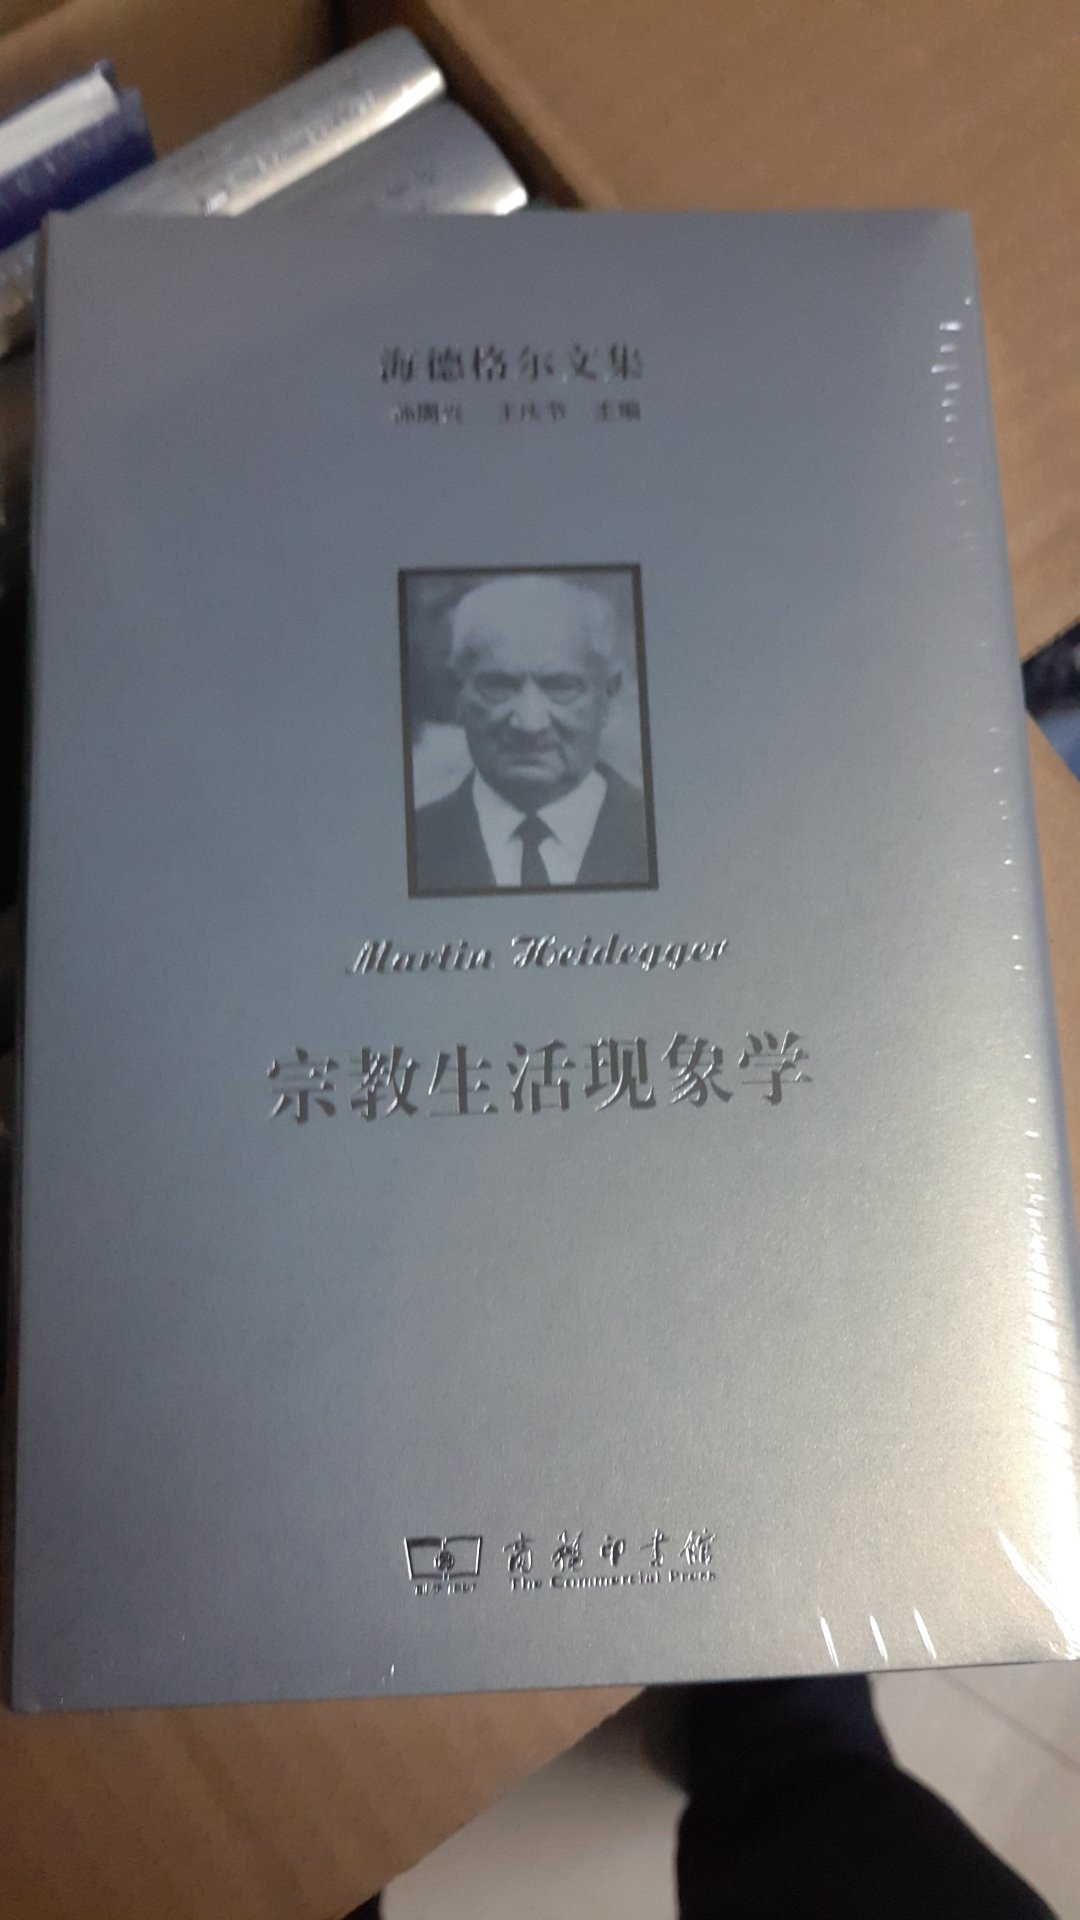 海德格尔文集
孙周兴 王庆节 主编
Martin Heidegger
宗教生活现象学
商务印书馆
The Commercial Press